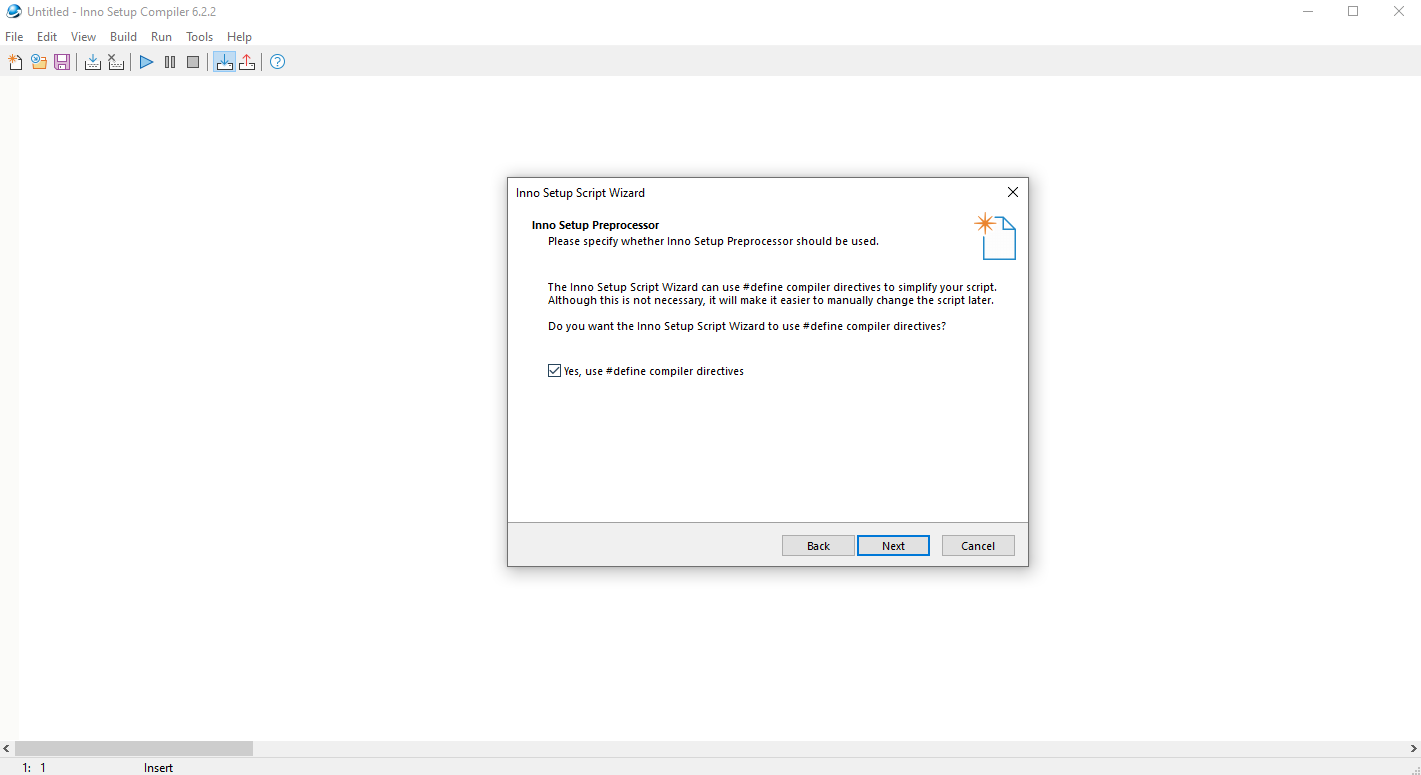 Untitled - Inno Setup Compiler 6.2.2
File Edit View Build Run Tools Help
Inno Setup Script Wizard
Inno Setup Preprocessor
Please specify whether Inno Setup Preprocessor should be used.
The Inno Setup Script Wizard can use #define compiler directives to simplify your script.
Although this is not necessary, it will make it easier to manually change the script later.
Do you want the Inno Setup Script Wizard to use #define compiler directives?
Yes, use #define compiler directives
Back Next Cancel
1: 1 Insert